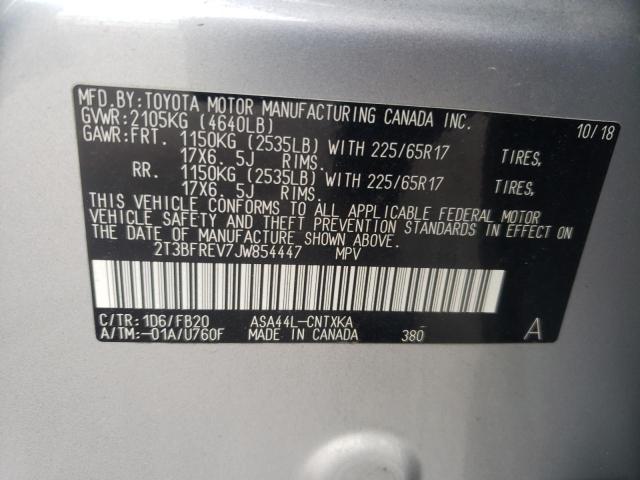 MFD.BY:TOYOTA MOTOR MANUFACTURING CANADA INC.
GVWR:2105KG (4640LB) 10/18
GAWR:FRT. 1150KG (2535LB) WITH 225/65R17 TIRES,
17X6. 5J RIMS.
RR. 1150KG (2535LB) WITH 225/65R17 TIRES,
17X6. 5J RIMS.
THIS VEHICLE CONFORMS TO ALL APPLICABLE FEDERAL MOTOR
VEHICLE SAFETY AND THEFT PREVENTION STANDARDS IN EFFECT ON
THE DATE OF MANUFACTURE SHOWN ABOVE.
2T3BFREV7JW854447 MPV
C/TR:1D6/FB20 ASA44L-CNTXKA
A/TM:-01A/U760F MADE IN CANADA 380 A